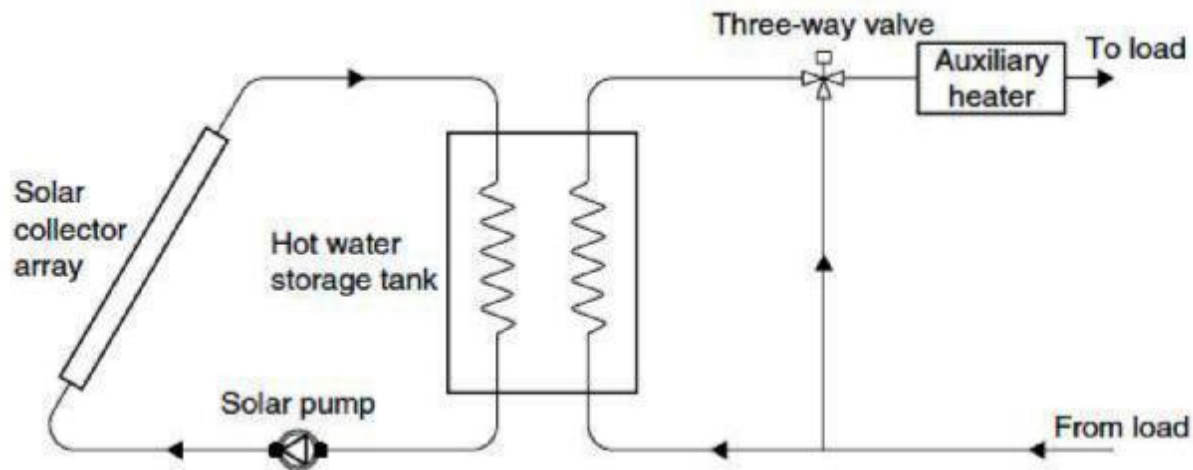 Three-way valve
To load
Auxiliary
heater
Solar
collector
array
Hot water
storage tank
Solar pump
From load